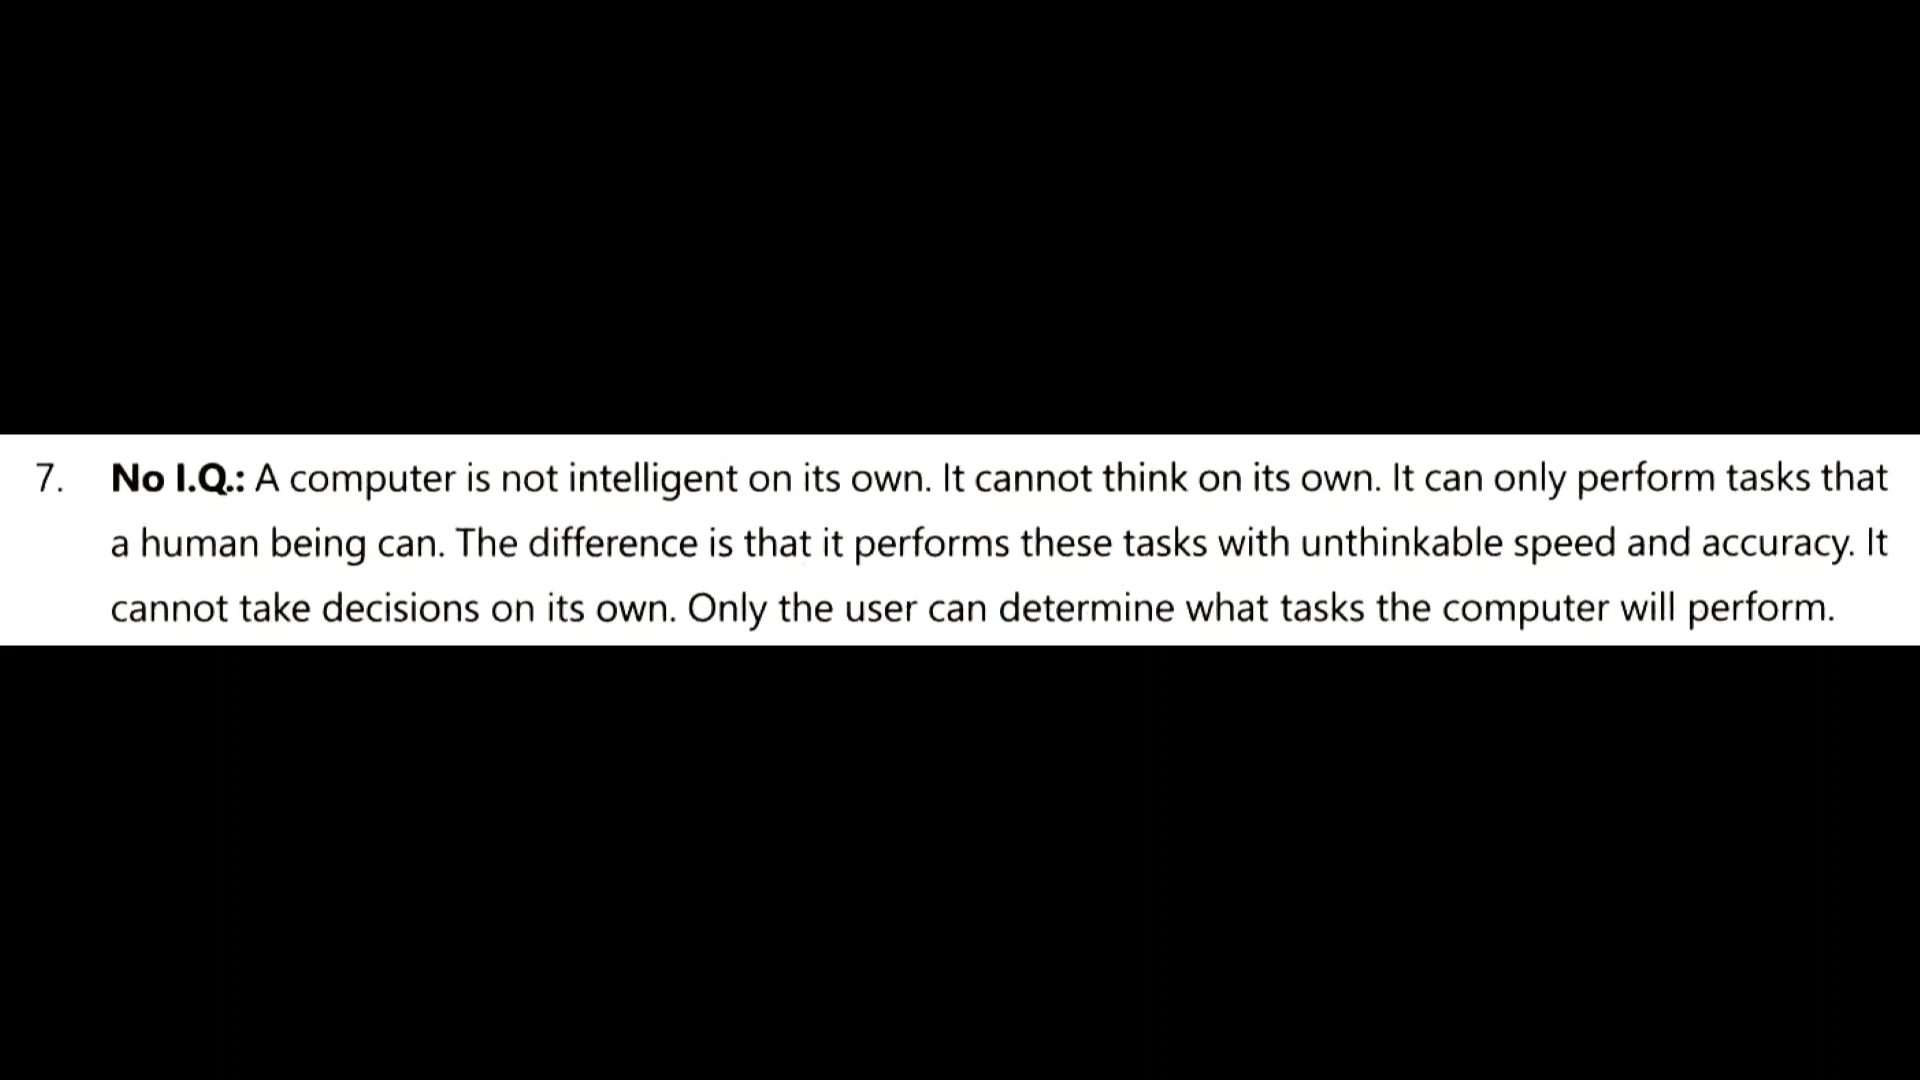 7. No I.Q.: A computer is not intelligent on its own. It cannot think on its own. It can only perform tasks that
a human being can. The difference is that it performs these tasks with unthinkable speed and accuracy. It
cannot take decisions on its own. Only the user can determine what tasks the computer will perform.